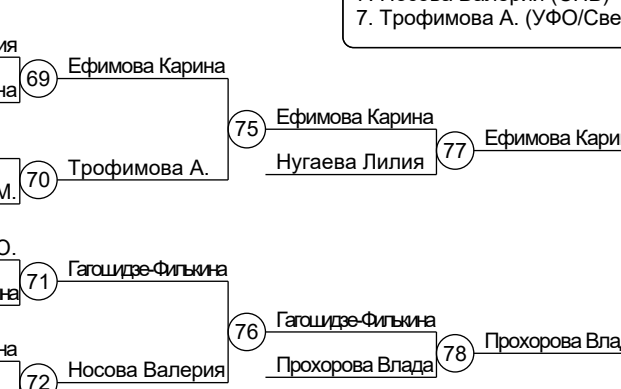 7. Трофимова А. (УФО/Све
69
Ефимова Карина
70
Трофимова А.
75
Ефимова Карина
Нугаева Лилия
77
Ефимова Кари
71
Гагошидзе-Филькина
72
Носова Валерия
76
Гагошидзе-Филькина
Прохорова Влада
78
Прохорова Вла
М.
О.